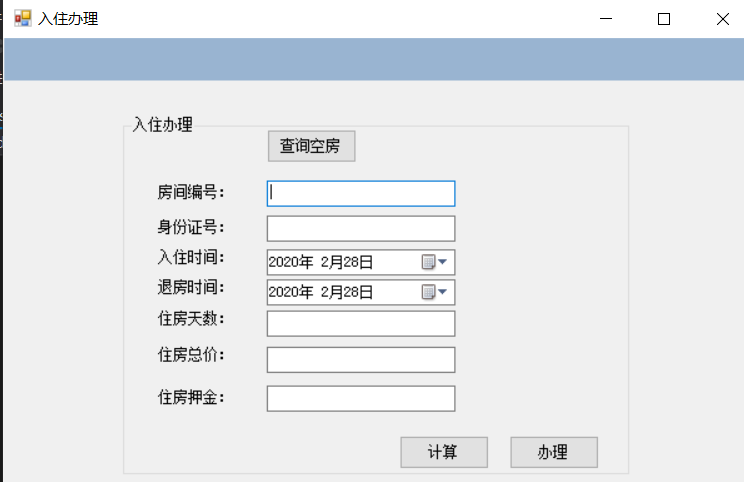 入住办理
入住办理
查询空房
房间编号：
身份证号：
入住时间： 2020年 2月28日
退房时间： 2020年 2月28日
住房天数：
住房总价：
住房押金：
计算 办理